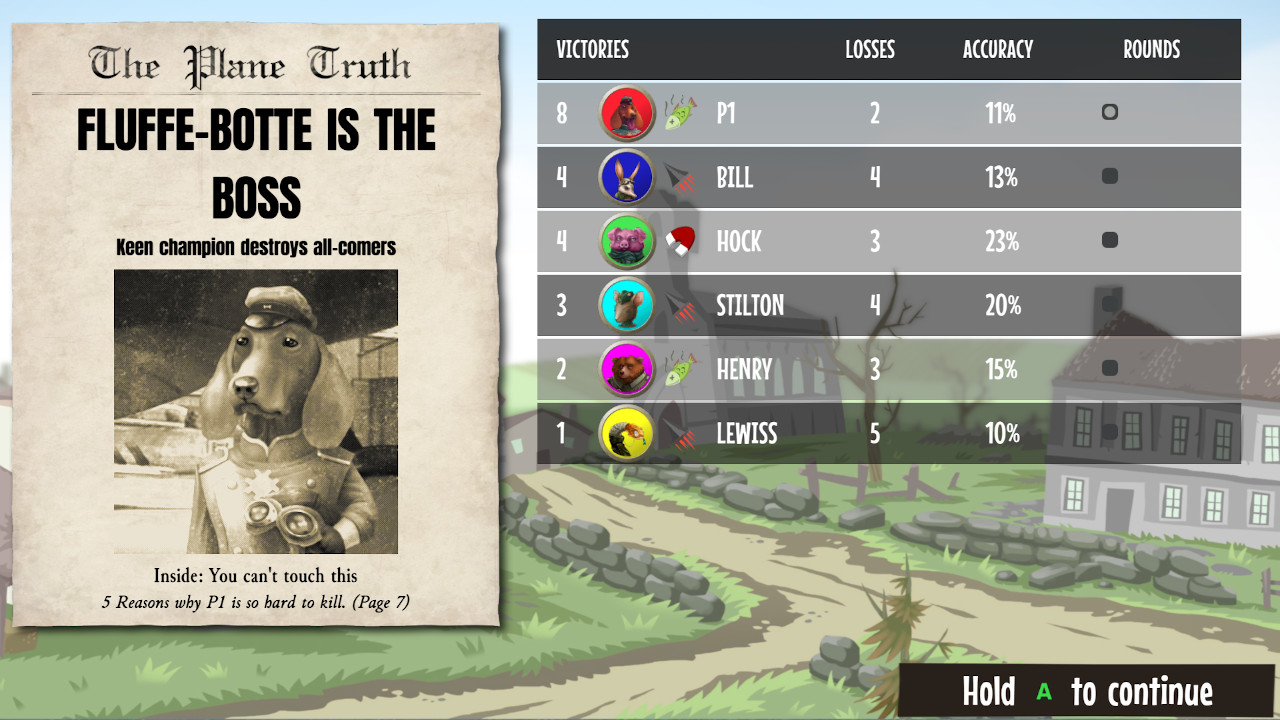 The Plane Truth
FLUFFE-BOTTE IS THE
BOSS
Keen champion destroys all-comers
Inside: You can't touch this
5 Reasons why P1 is so hard to kill. (Page 7)
VICTORIES LOSSES ACCURACY ROUNDS
8 P1 2 11%
4 BILL 4 13%
4 HOCK 3 23%
3 STILTON 4 20%
2 HENRY 3 15%
1 LEWISS 5 10%
Hold A to continue